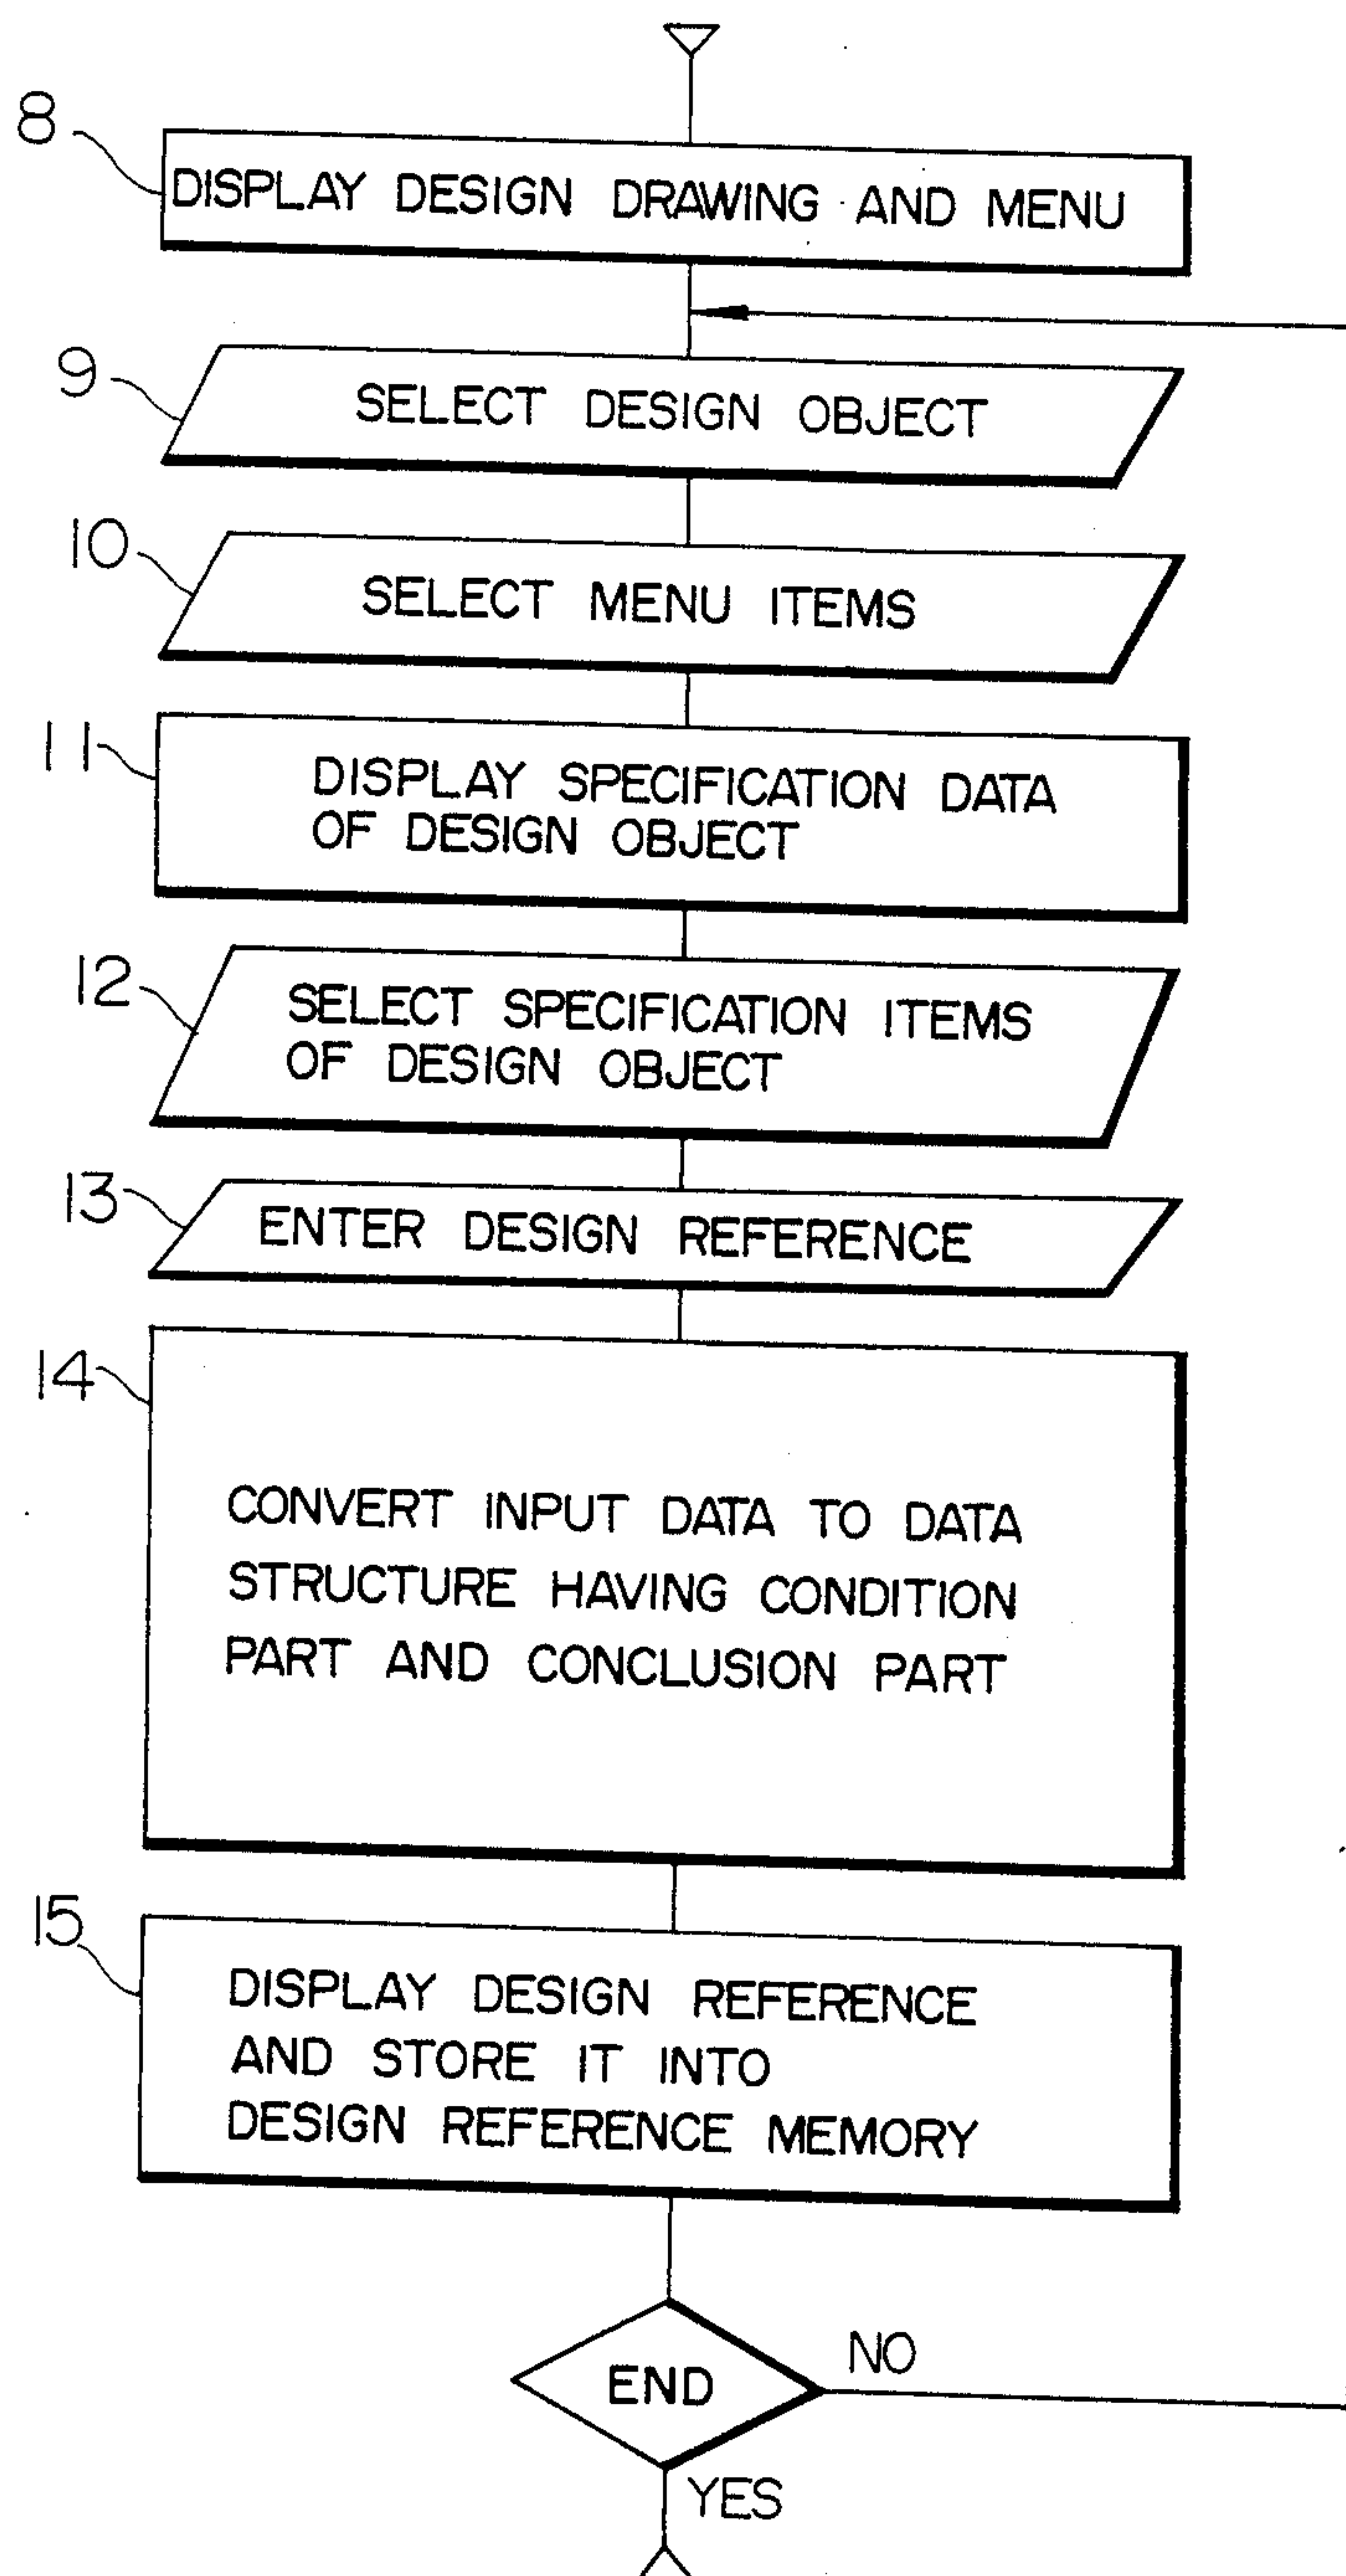 8
DISPLAY DESIGN DRAWING AND MENU
9
SELECT DESIGN OBJECT
10
SELECT MENU ITEMS
11
DISPLAY SPECIFICATION DATA
OF DESIGN OBJECT
12
SELECT SPECIFICATION ITEMS
OF DESIGN OBJECT
13
ENTER DESIGN REFERENCE
14
CONVERT INPUT DATA TO DATA
STRUCTURE HAVING CONDITION
PART AND CONCLUSION PART
15
DISPLAY DESIGN REFERENCE
AND STORE IT INTO
DESIGN REFERENCE MEMORY
END
NO
YES